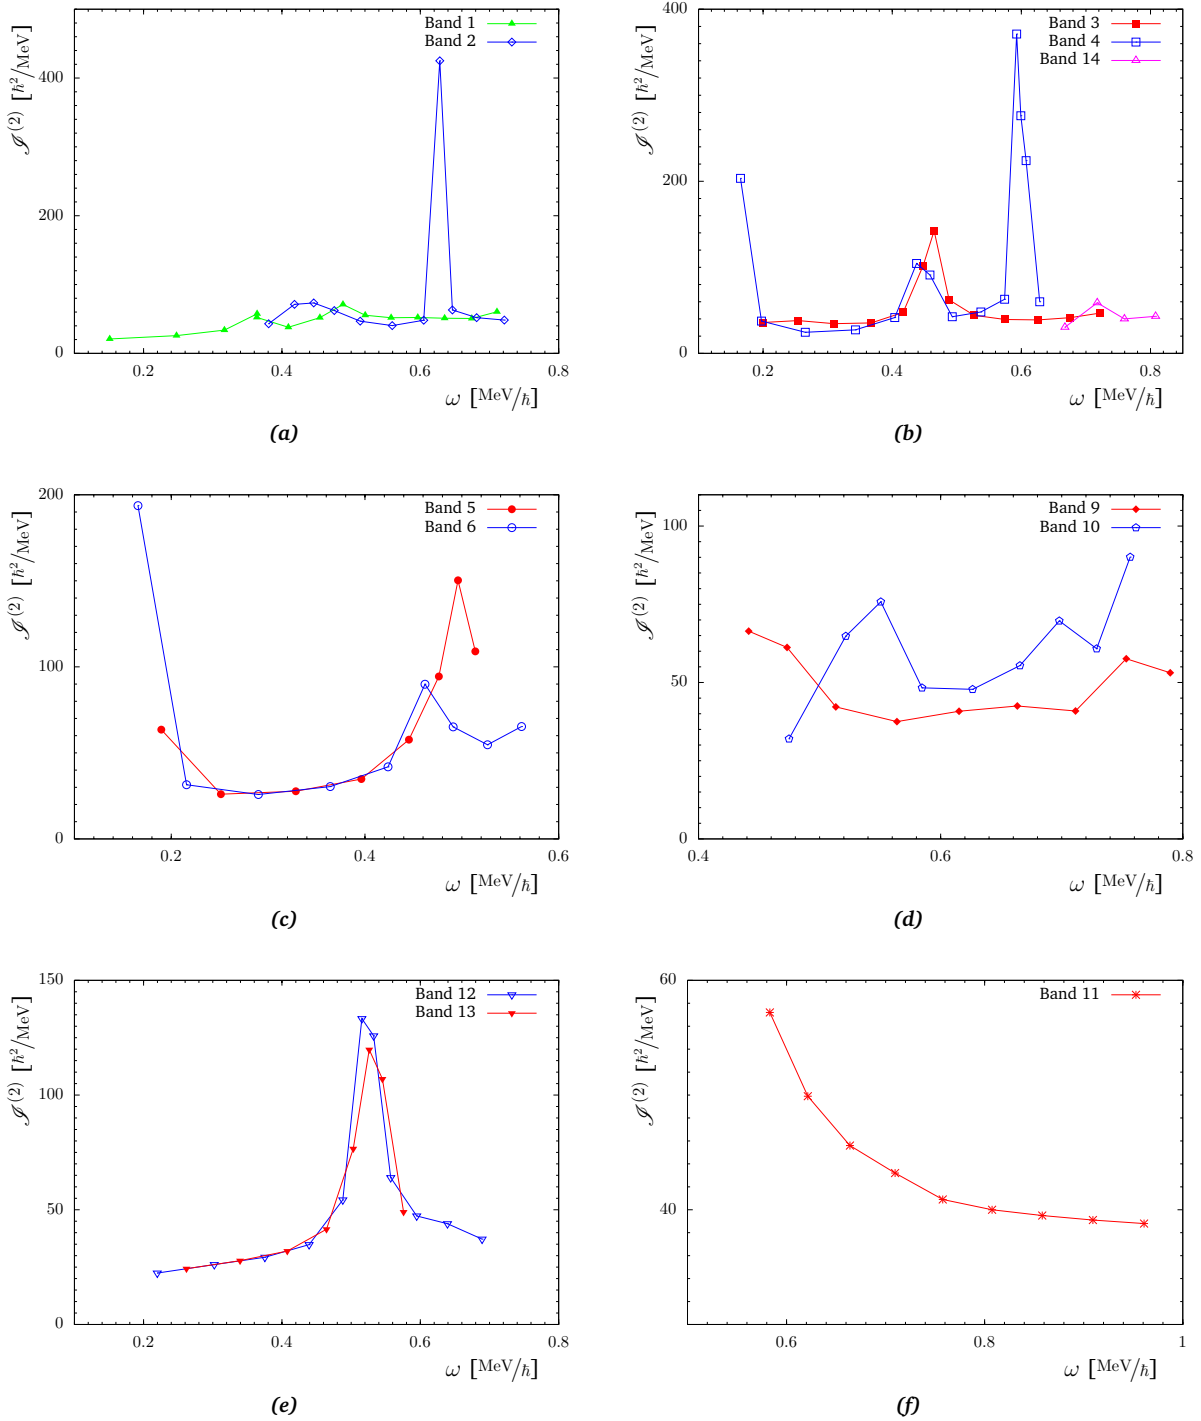 Band 1
Band 2
400
200
0
0.2 0.4 0.6 0.8
𝒥⁽²⁾ [ħ²/MeV]
ω [MeV/ħ]
(a)
Band 3
Band 4
Band 14
400
200
0
0.2 0.4 0.6 0.8
𝒥⁽²⁾ [ħ²/MeV]
ω [MeV/ħ]
(b)
Band 5
Band 6
200
100
0
0.2 0.4 0.6
𝒥⁽²⁾ [ħ²/MeV]
ω [MeV/ħ]
(c)
Band 9
Band 10
100
50
0
0.4 0.6 0.8
𝒥⁽²⁾ [ħ²/MeV]
ω [MeV/ħ]
(d)
Band 12
Band 13
150
100
50
0
0.2 0.4 0.6 0.8
𝒥⁽²⁾ [ħ²/MeV]
ω [MeV/ħ]
(e)
Band 11
60
40
0.6 0.8 1
𝒥⁽²⁾ [ħ²/MeV]
ω [MeV/ħ]
(f)